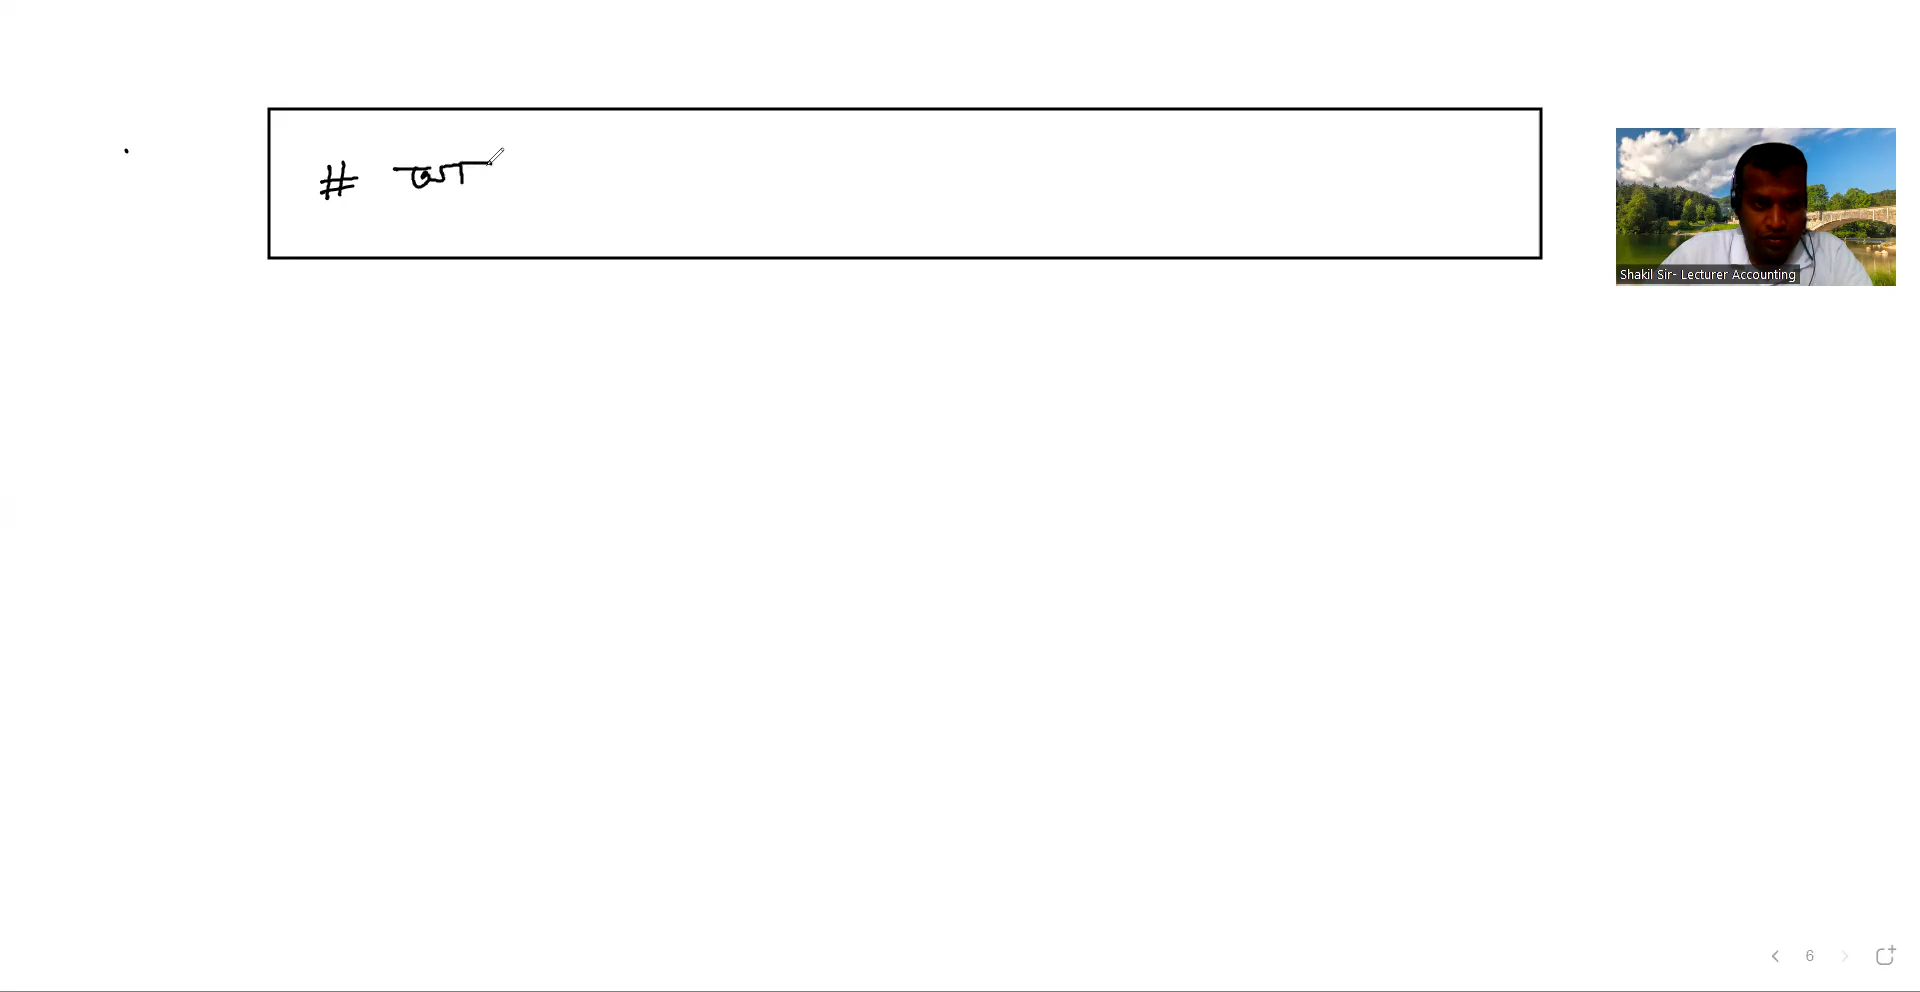 # জা
Shakil Sir- Lecturer Accounting
6